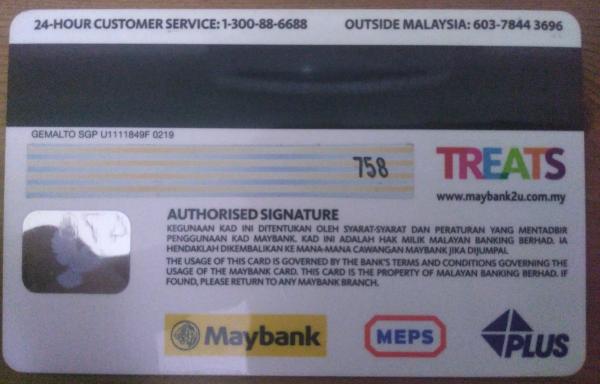 24-HOUR CUSTOMER SERVICE: 1-300-88-6688 OUTSIDE MALAYSIA: 603-7844 3696
GEMALTO SGP U1111849F 0219
758
TREATS
www.maybank2u.com.my
AUTHORISED SIGNATURE
KEGUNAAN KAD INI DITENTUKAN OLEH SYARAT-SYARAT DAN PERATURAN YANG MENTADBIR
PENGGUNAAN KAD MAYBANK. KAD INI ADALAH HAK MILIK MALAYAN BANKING BERHAD. IA
HENDAKLAH DIKEMBALIKAN KE MANA-MANA CAWANGAN MAYBANK JIKA DIJUMPAI.
THE USAGE OF THIS CARD IS GOVERNED BY THE BANK'S TERMS AND CONDITIONS GOVERNING THE
USAGE OF THE MAYBANK CARD. THIS CARD IS THE PROPERTY OF MALAYAN BANKING BERHAD. IF
FOUND, PLEASE RETURN TO ANY MAYBANK BRANCH.
Maybank
MEPS
PLUS